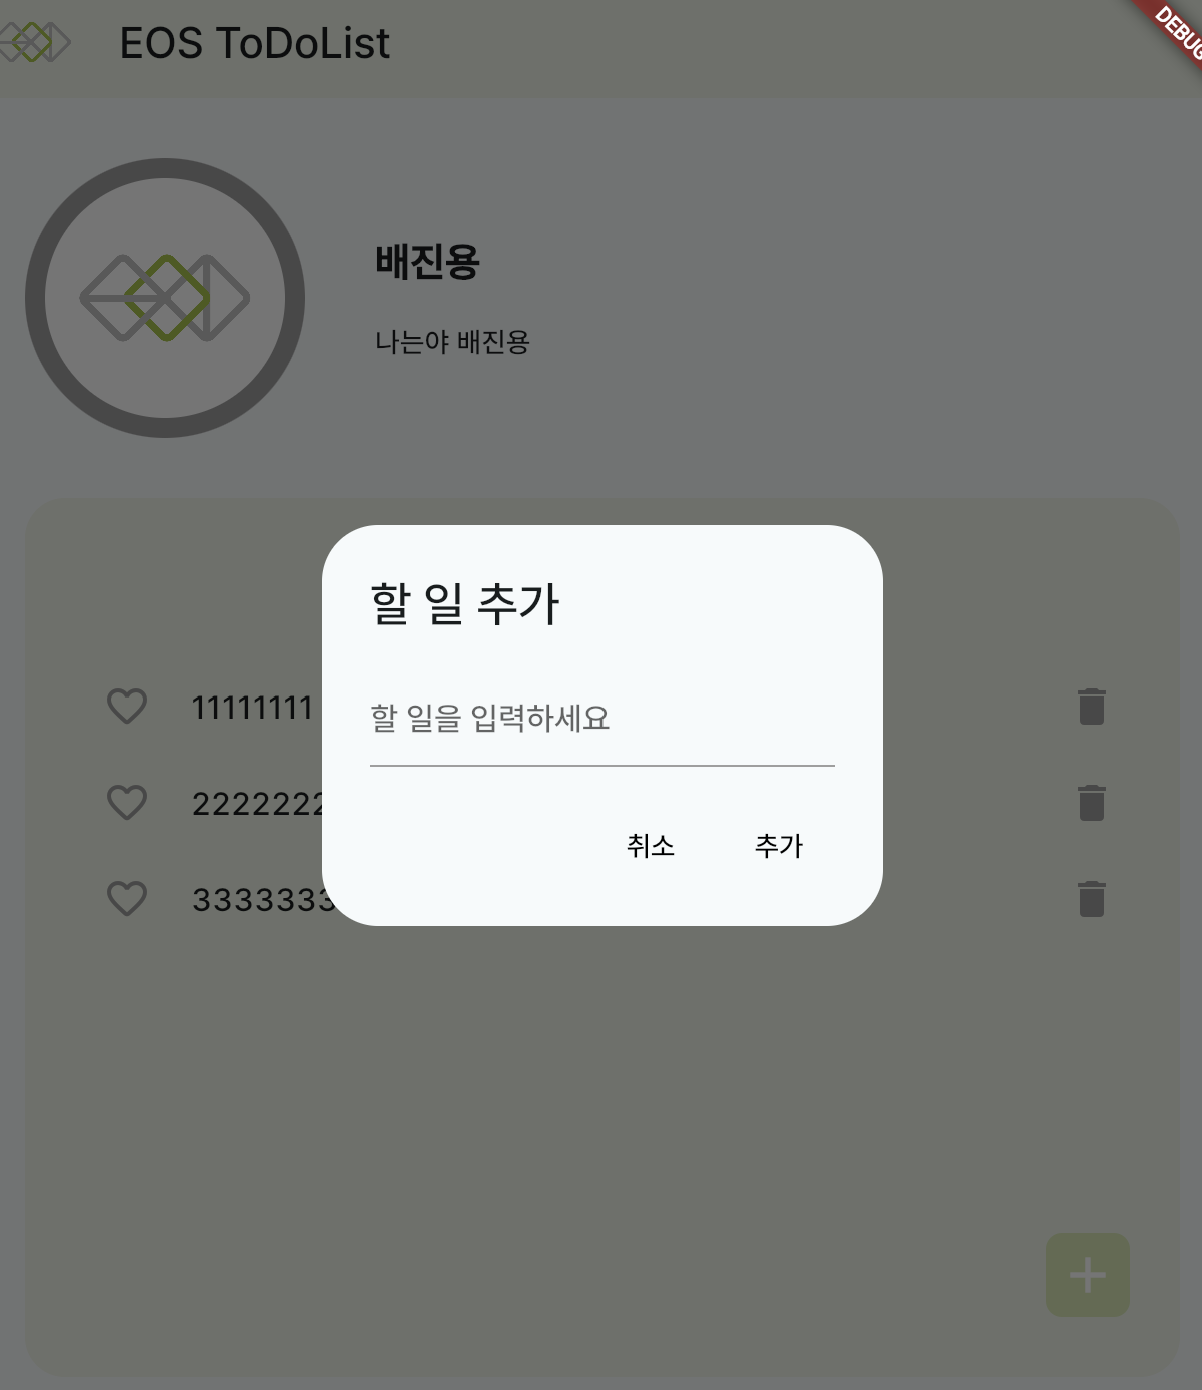 EOS ToDoList
DEBUG
배진용
나는야 배진용
할 일 추가
11111111
할 일을 입력하세요
2222222
취소
추가
3333333